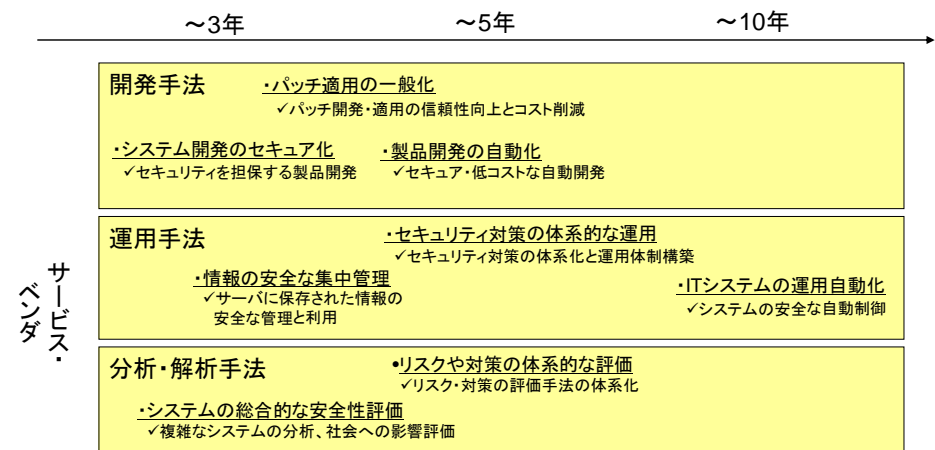 ～3年
～5年
～10年
開発手法
・パッチ適用の一般化
✓パッチ開発・適用の信頼性向上とコスト削減
・システム開発のセキュア化
✓セキュリティを担保する製品開発
・製品開発の自動化
✓セキュア・低コストな自動開発
サービス・
ベンダ
運用手法
・セキュリティ対策の体系的な運用
✓セキュリティ対策の体系化と運用体制構築
・情報の安全な集中管理
✓サーバに保存された情報の
安全な管理と利用
・ITシステムの運用自動化
✓システムの安全な自動制御
分析・解析手法
•リスクや対策の体系的な評価
✓リスク・対策の評価手法の体系化
・システムの総合的な安全性評価
✓複雑なシステムの分析、社会への影響評価